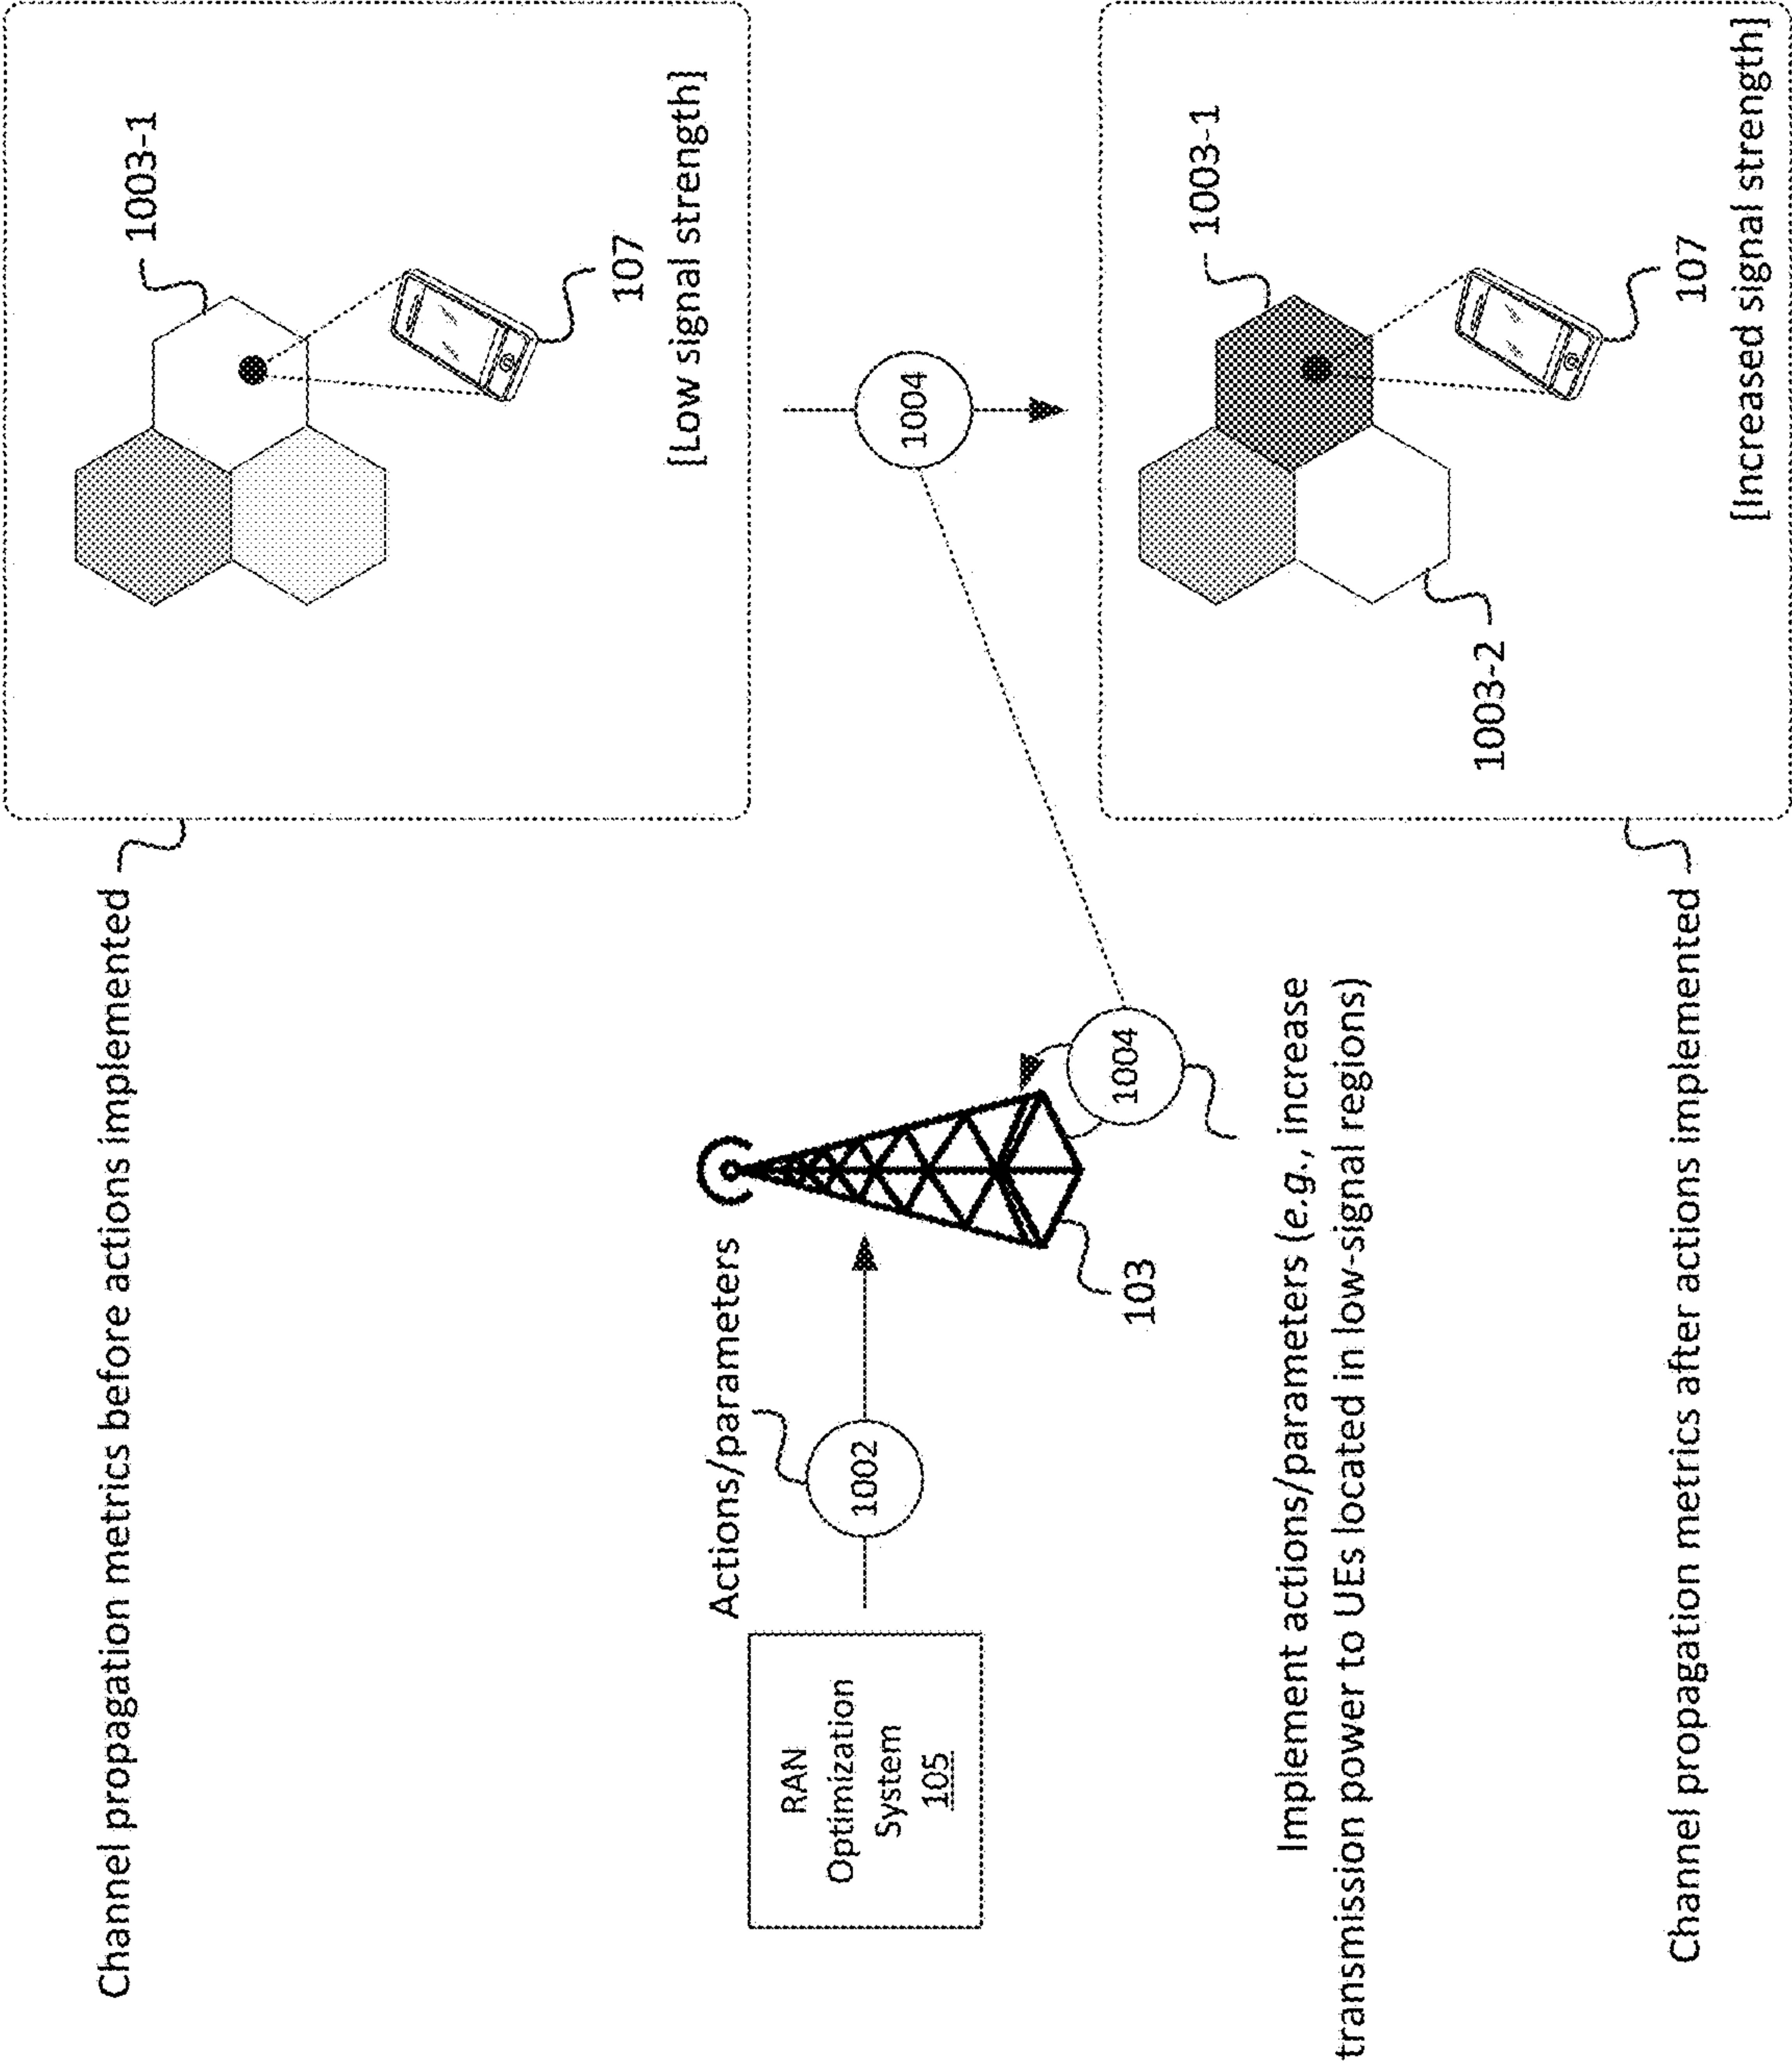 Channel propagation metrics before actions implemented
1003-1
107
[Low signal strength]
Actions/parameters
RAN
Optimization
System
105
1002
103
1004
1004
Implement actions/parameters (e.g., increase
transmission power to UEs located in low-signal regions)
1003-1
1003-2
107
[Increased signal strength]
Channel propagation metrics after actions implemented